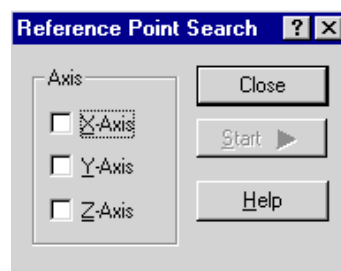 Reference Point Search ? X
Axis
X-Axis
Y-Axis
Z-Axis
Close
Start
Help